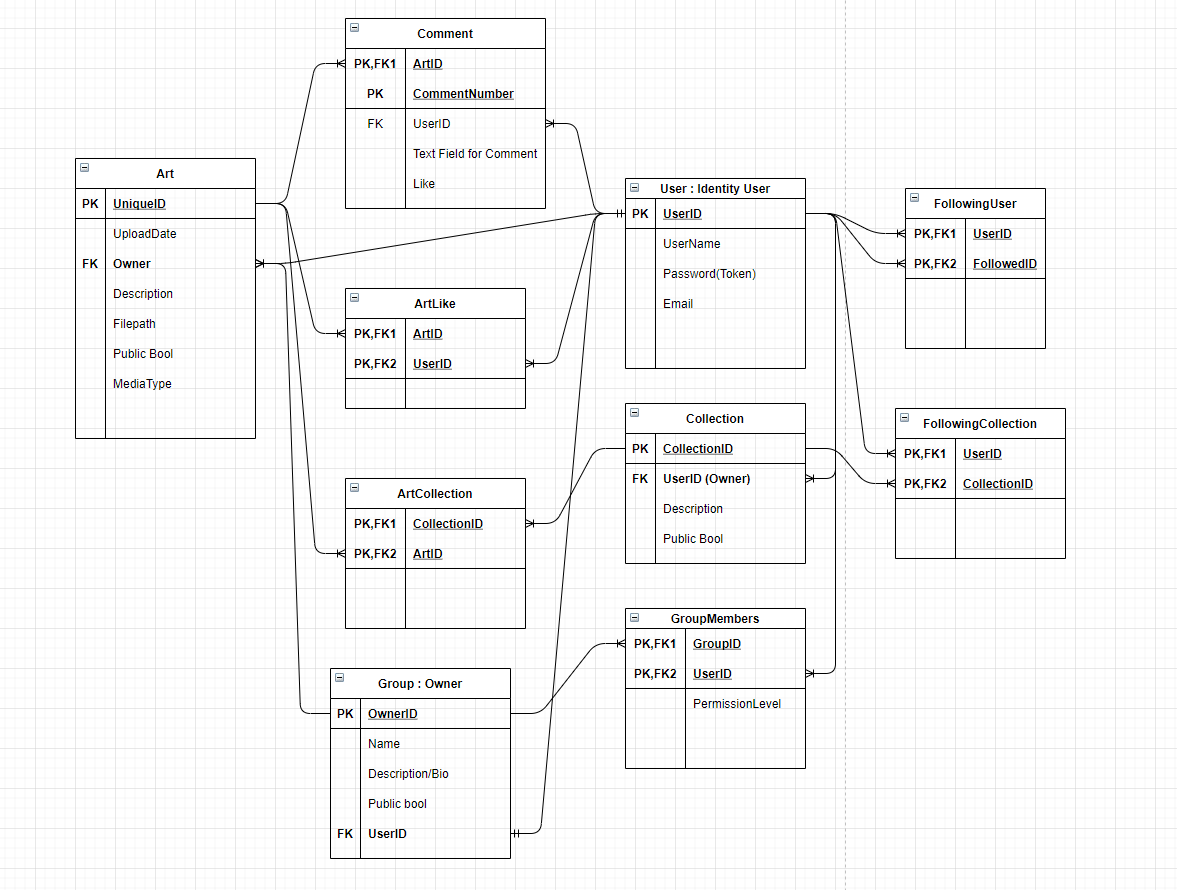 Comment
PK,FK1 ArtID
PK CommentNumber
FK UserID
Text Field for Comment
Like
Art
PK UniqueID
UploadDate
FK Owner
Description
Filepath
Public Bool
MediaType
User : Identity User
PK UserID
UserName
Password(Token)
Email
FollowingUser
PK,FK1 UserID
PK,FK2 FollowedID
ArtLike
PK,FK1 ArtID
PK,FK2 UserID
Collection
PK CollectionID
FK UserID (Owner)
Description
Public Bool
FollowingCollection
PK,FK1 UserID
PK,FK2 CollectionID
ArtCollection
PK,FK1 CollectionID
PK,FK2 ArtID
GroupMembers
PK,FK1 GroupID
PK,FK2 UserID
PermissionLevel
Group : Owner
PK OwnerID
Name
Description/Bio
Public bool
FK UserID